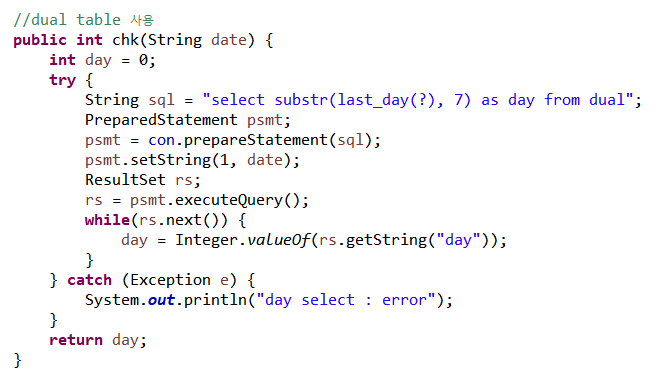 //dual table 사용
public int chk(String date) {
    int day = 0;
    try {
        String sql = "select substr(last_day(?), 7) as day from dual";
        PreparedStatement psmt;
        psmt = con.prepareStatement(sql);
        psmt.setString(1, date);
        ResultSet rs;
        rs = psmt.executeQuery();
        while(rs.next()) {
            day = Integer.valueOf(rs.getString("day"));
        }
    } catch (Exception e) {
        System.out.println("day select : error");
    }
    return day;
}